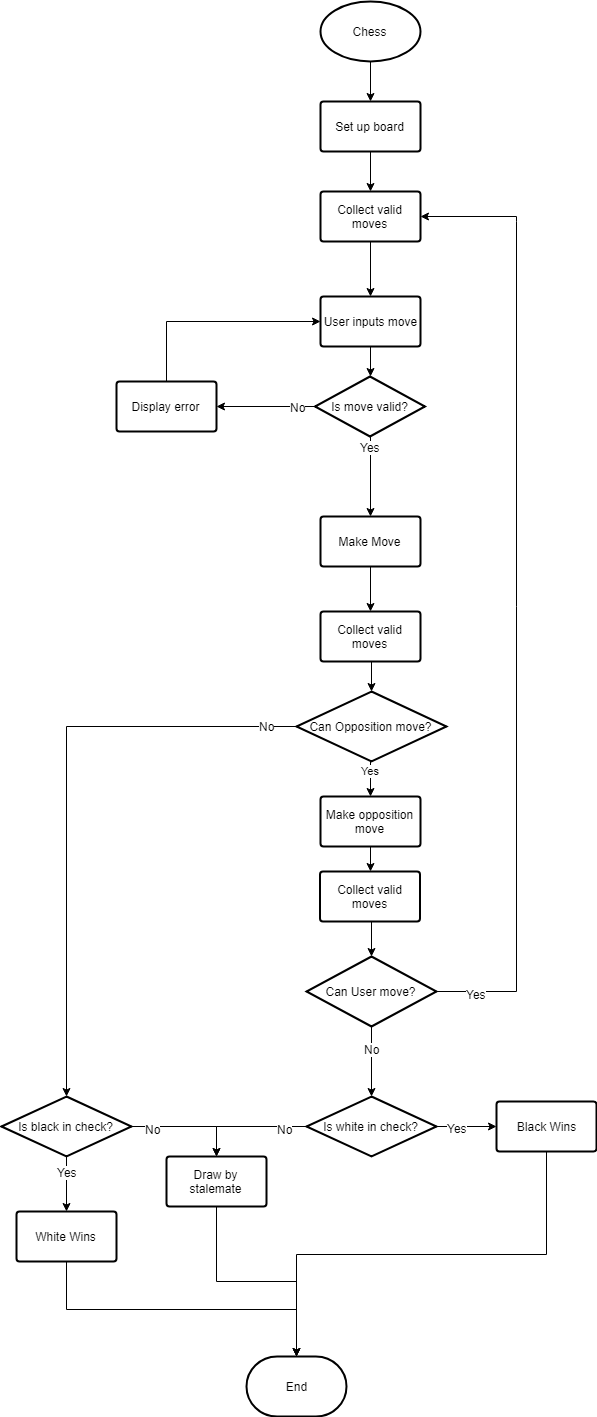 Chess
Set up board
Collect valid
moves
User inputs move
Display error
No
Is move valid?
Yes
Make Move
Collect valid
moves
No
Can Opposition move?
Yes
Make opposition
move
Collect valid
moves
Can User move?
Yes
No
Is black in check?
No
No
Is white in check?
Yes
Black Wins
Yes
Draw by
stalemate
White Wins
End